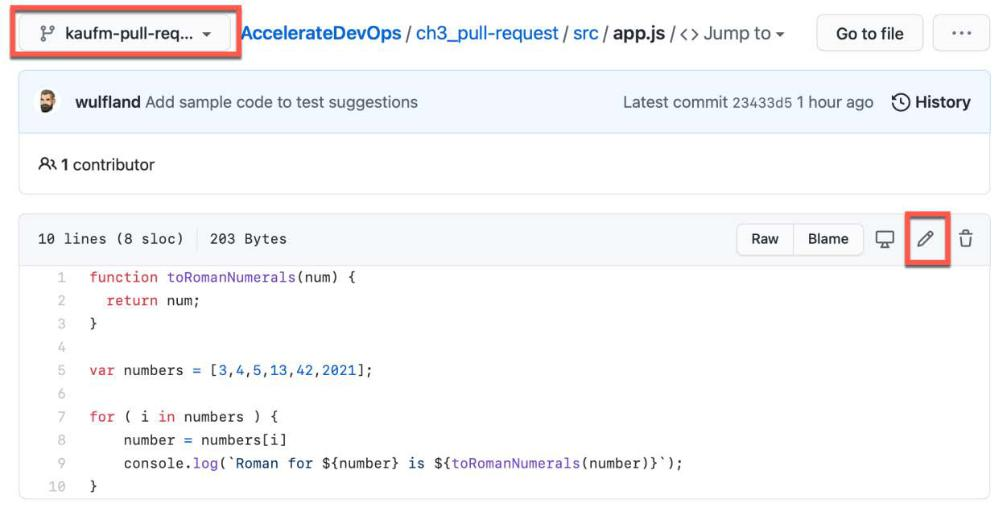 kaufm-pull-req... AccelerateDevOps / ch3_pull-request / src / app.js / <> Jump to Go to file ...
wulfland Add sample code to test suggestions Latest commit 23433d5 1 hour ago History
1 contributor
10 lines (8 sloc) 203 Bytes Raw Blame
1 function toRomanNumerals(num) {
2   return num;
3 }
4
5 var numbers = [3,4,5,13,42,2021];
6
7 for ( i in numbers ) {
8     number = numbers[i]
9     console.log(`Roman for ${number} is ${toRomanNumerals(number)}`);
10 }